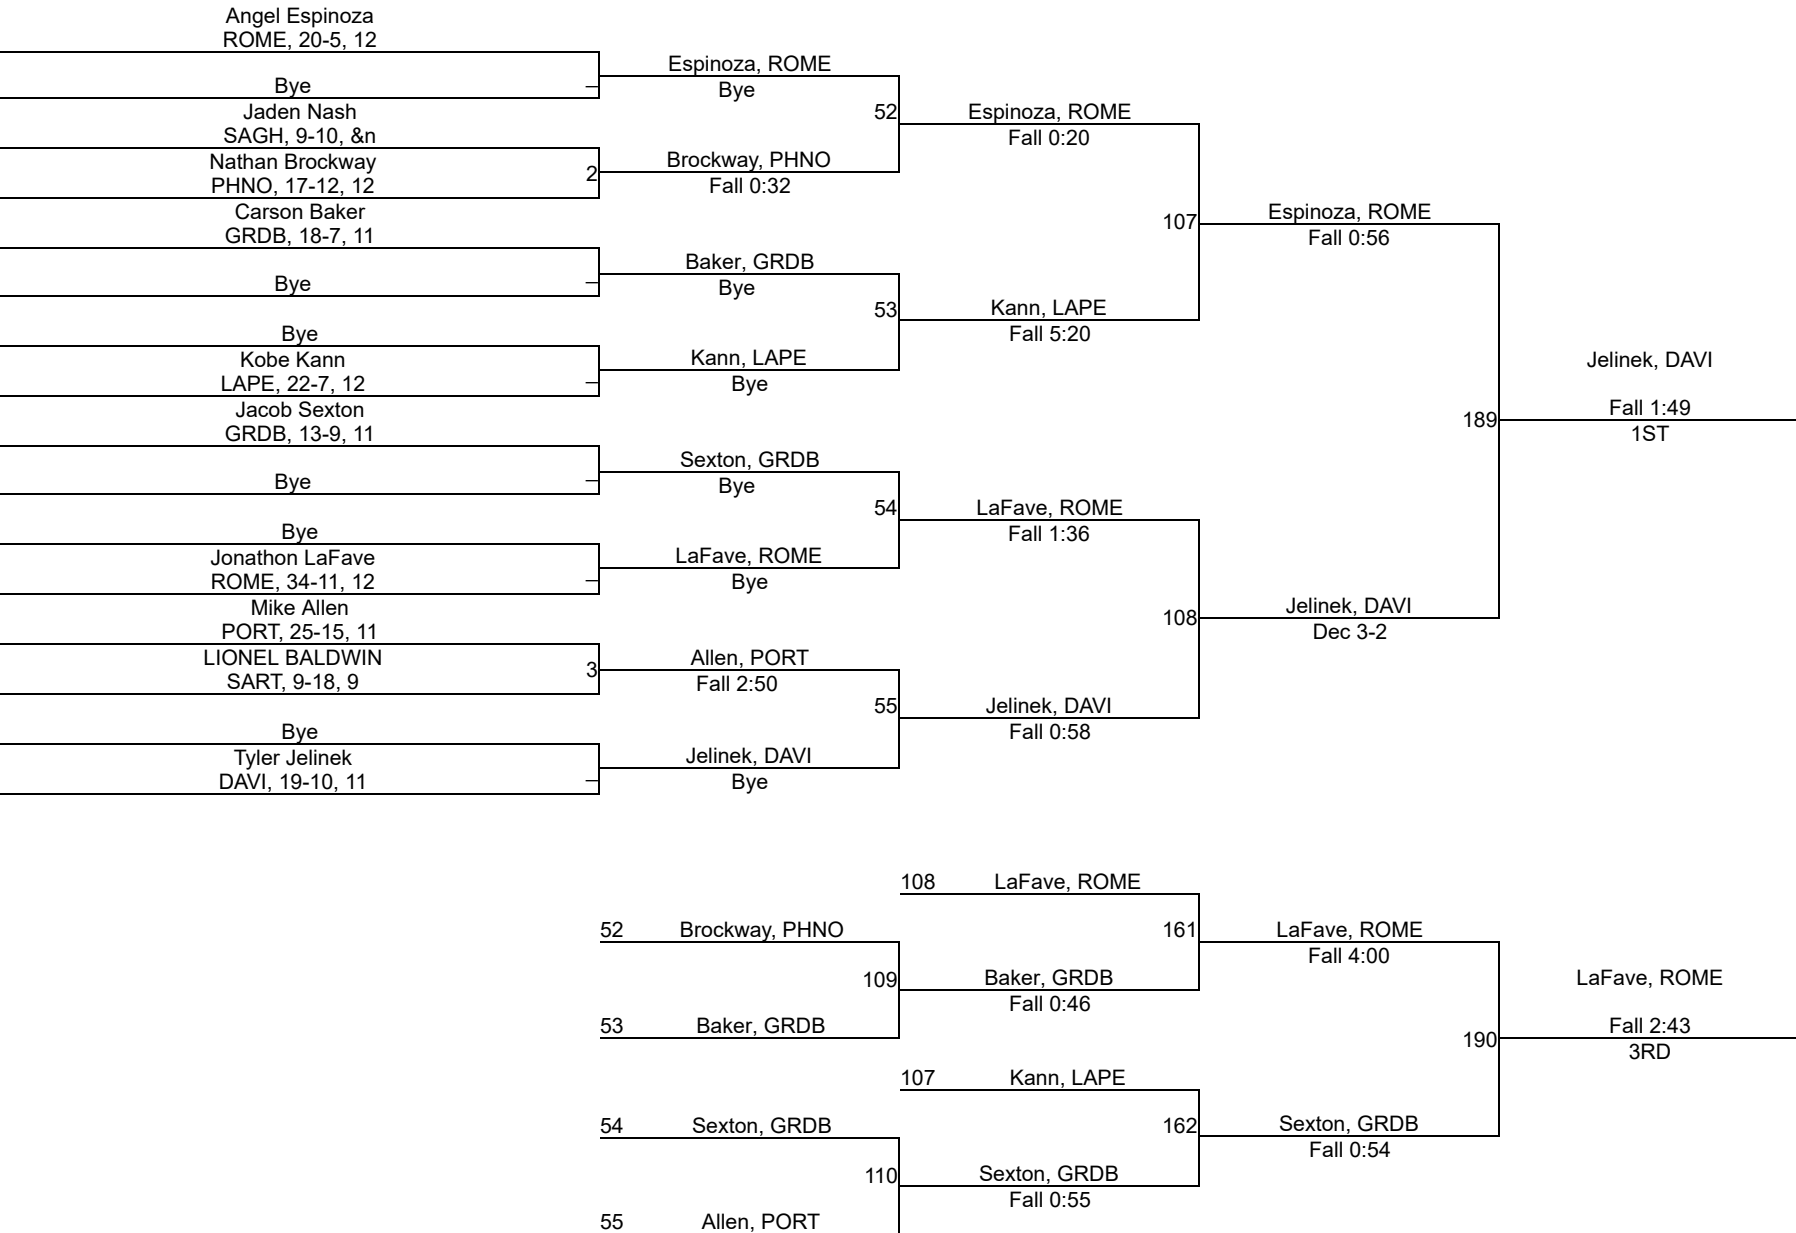 Angel Espinoza
ROME, 20-5, 12
Bye
Jaden Nash
SAGH, 9-10, &n
Nathan Brockway
PHNO, 17-12, 12
2
Carson Baker
GRDB, 18-7, 11
Bye
Bye
Kobe Kann
LAPE, 22-7, 12
Jacob Sexton
GRDB, 13-9, 11
Bye
Bye
Jonathon LaFave
ROME, 34-11, 12
Mike Allen
PORT, 25-15, 11
LIONEL BALDWIN
SART, 9-18, 9
3
Bye
Tyler Jelinek
DAVI, 19-10, 11
Espinoza, ROME
Bye
52
Brockway, PHNO
Fall 0:32
Baker, GRDB
Bye
53
Kann, LAPE
Bye
Sexton, GRDB
Bye
54
LaFave, ROME
Bye
Allen, PORT
Fall 2:50
55
Jelinek, DAVI
Bye
Espinoza, ROME
Fall 0:20
107
Kann, LAPE
Fall 5:20
LaFave, ROME
Fall 1:36
108
Jelinek, DAVI
Fall 0:58
Espinoza, ROME
Fall 0:56
189
Jelinek, DAVI
Dec 3-2
Jelinek, DAVI
Fall 1:49
1ST
52 Brockway, PHNO
109
53 Baker, GRDB
54 Sexton, GRDB
110
55 Allen, PORT
108 LaFave, ROME
161
Baker, GRDB
Fall 0:46
107 Kann, LAPE
162
Sexton, GRDB
Fall 0:55
LaFave, ROME
Fall 4:00
190
Sexton, GRDB
Fall 0:54
LaFave, ROME
Fall 2:43
3RD